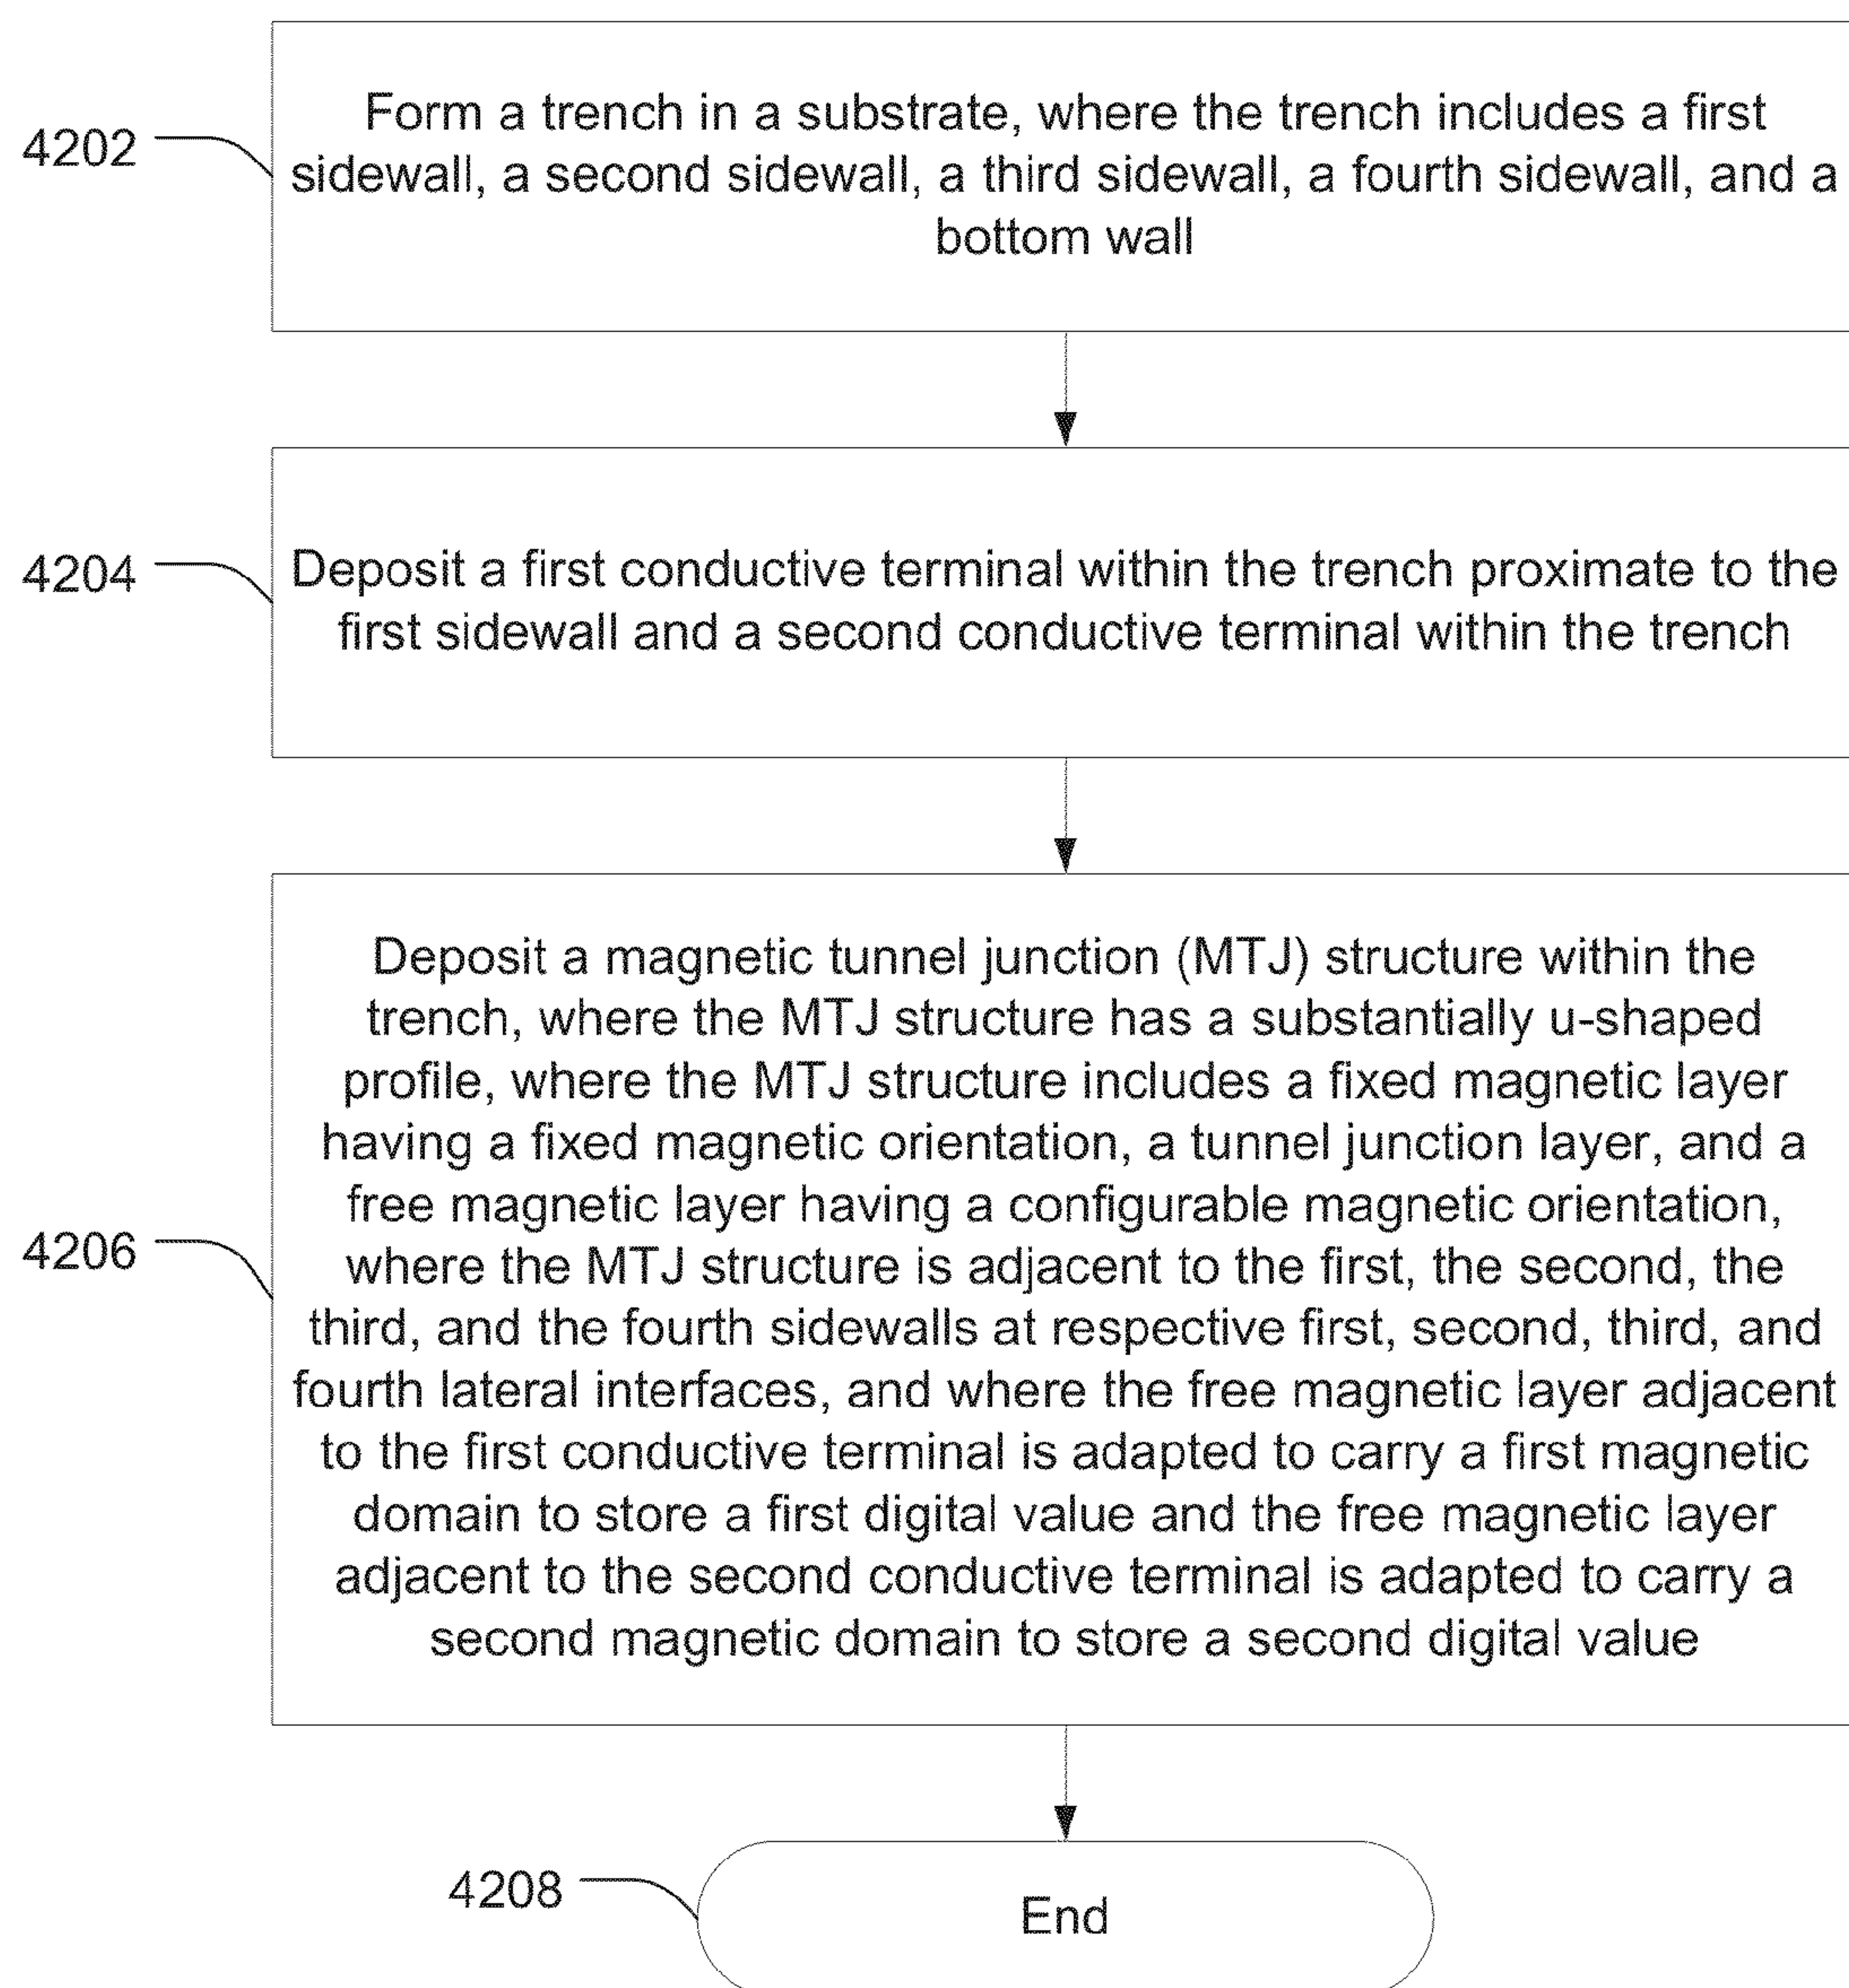 4202
Form a trench in a substrate, where the trench includes a first
sidewall, a second sidewall, a third sidewall, a fourth sidewall, and a
bottom wall
4204
Deposit a first conductive terminal within the trench proximate to the
first sidewall and a second conductive terminal within the trench
4206
Deposit a magnetic tunnel junction (MTJ) structure within the
trench, where the MTJ structure has a substantially u-shaped
profile, where the MTJ structure includes a fixed magnetic layer
having a fixed magnetic orientation, a tunnel junction layer, and a
free magnetic layer having a configurable magnetic orientation,
where the MTJ structure is adjacent to the first, the second, the
third, and the fourth sidewalls at respective first, second, third, and
fourth lateral interfaces, and where the free magnetic layer adjacent
to the first conductive terminal is adapted to carry a first magnetic
domain to store a first digital value and the free magnetic layer
adjacent to the second conductive terminal is adapted to carry a
second magnetic domain to store a second digital value
4208
End